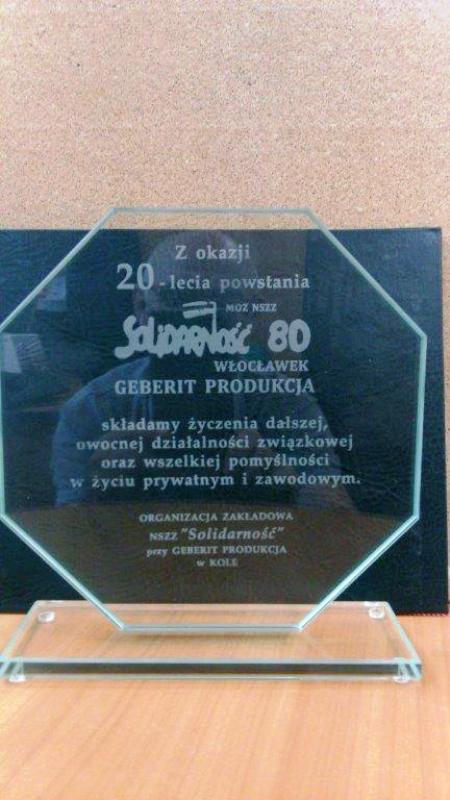 Z okazji
20 - lecia powstania
MOZ NSZZ
SOLIDARNOŚĆ 80
WŁOCŁAWEK
GEBERIT PRODUKCJA
składamy życzenia dalszej,
owocnej działalności związkowej
oraz wszelkiej pomyślności
w życiu prywatnym i zawodowym.
ORGANIZACJA ZAKŁADOWA
NSZZ "Solidarność"
przy GEBERIT PRODUKCJA
w KOLE